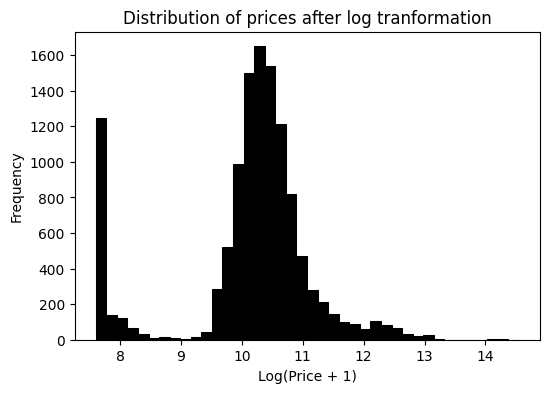 Distribution of prices after log tranformation
1600
1400
1200
1000
800
600
400
200
0
Frequency
8 9 10 11 12 13 14
Log(Price + 1)